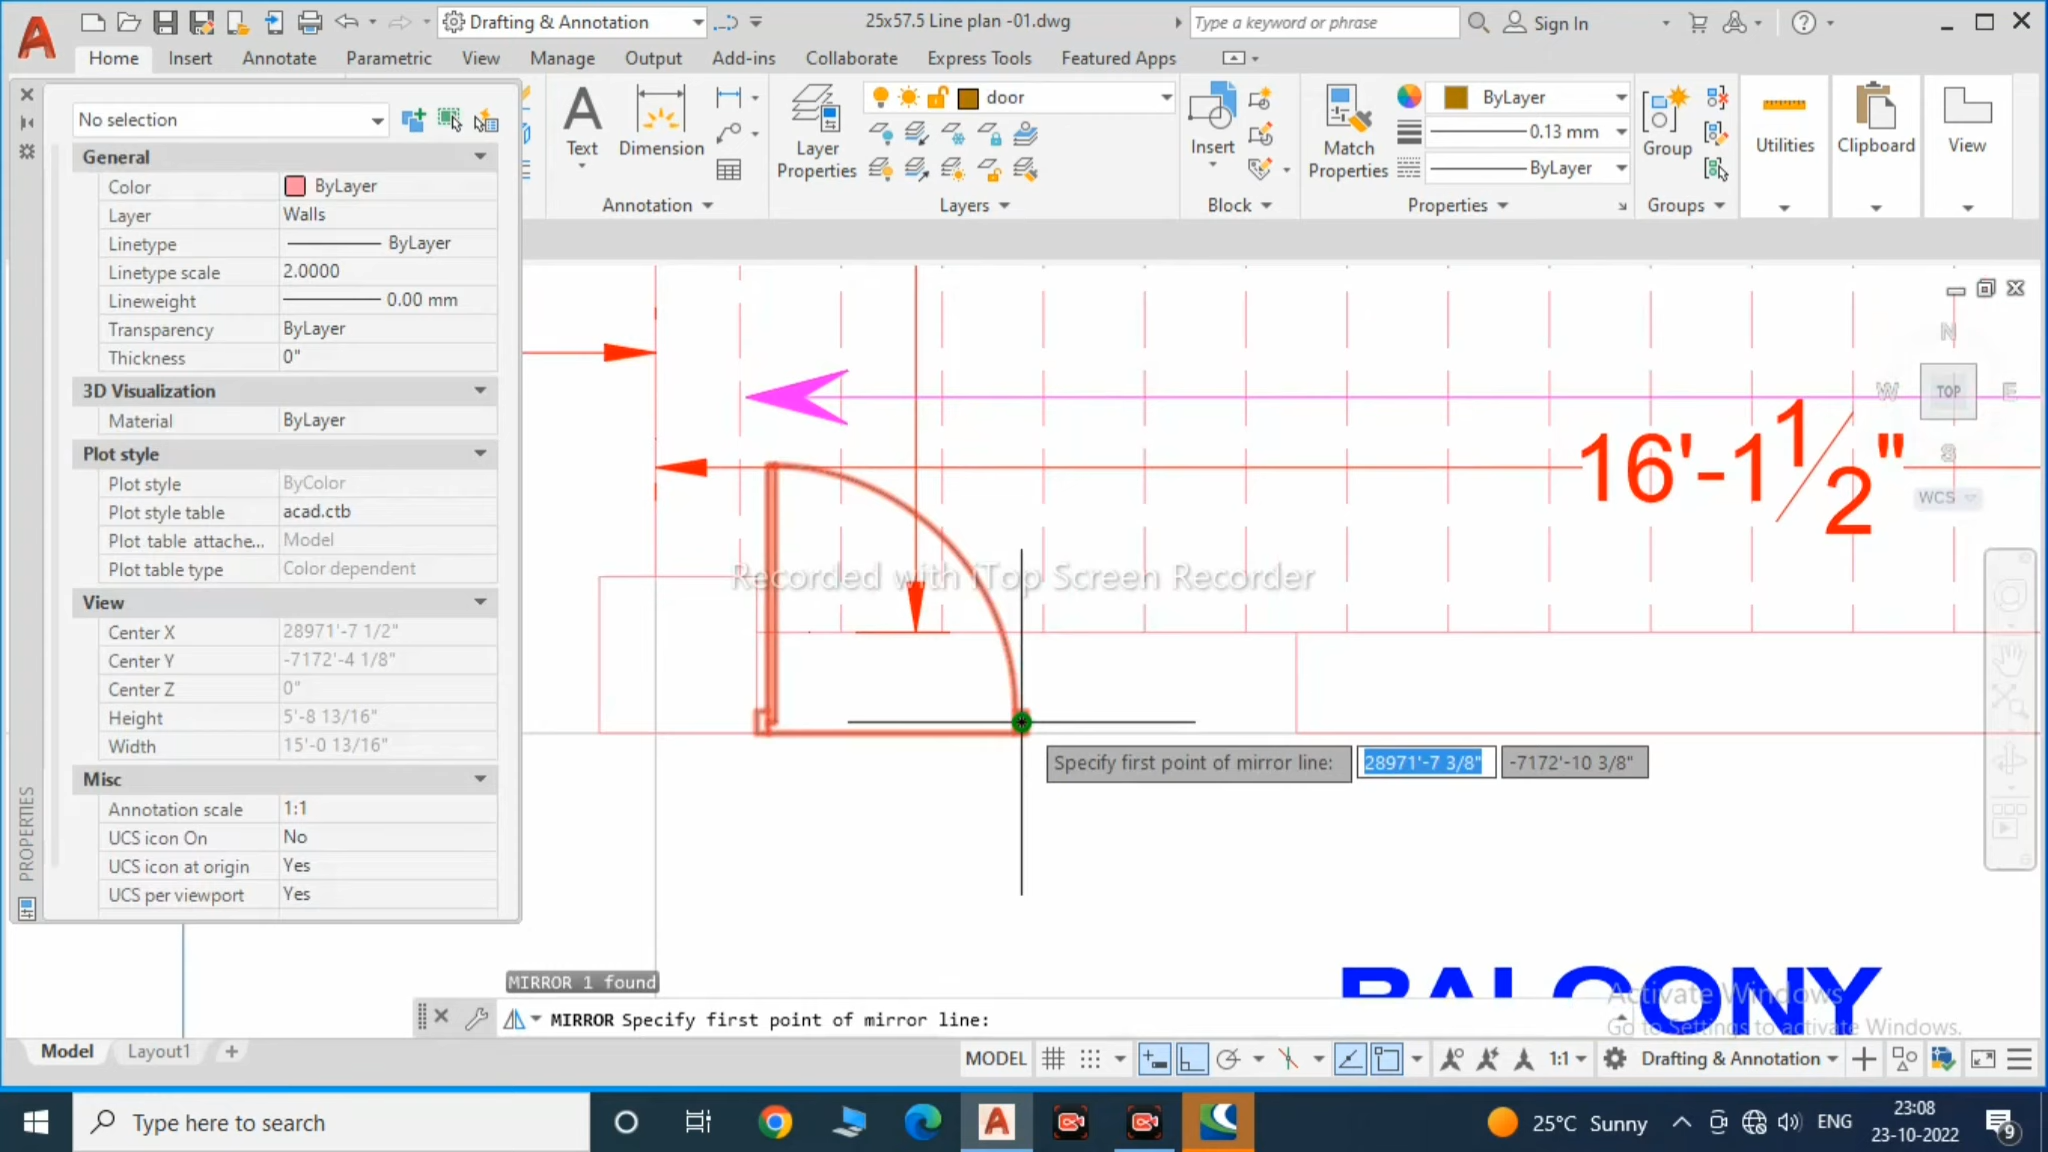 Drafting & Annotation
25x57.5 Line plan -01.dwg
Type a keyword or phrase
Sign In
Home
Insert
Annotate
Parametric
View
Manage
Output
Add-ins
Collaborate
Express Tools
Featured Apps
No selection
General
Color ByLayer
Layer Walls
Linetype ByLayer
Linetype scale 2.0000
Lineweight 0.00 mm
Transparency ByLayer
Thickness 0"
3D Visualization
Material ByLayer
Plot style
Plot style ByColor
Plot style table acad.ctb
Plot table attache... Model
Plot table type Color dependent
View
Center X 28971'-7 1/2"
Center Y -7172'-4 1/8"
Center Z 0"
Height 5'-8 13/16"
Width 15'-0 13/16"
Misc
Annotation scale 1:1
UCS icon On No
UCS icon at origin Yes
UCS per viewport Yes
PROPERTIES
Text
Dimension
Annotation
Layer Properties
door
Layers
Insert
Block
Match Properties
ByLayer
0.13 mm
ByLayer
Properties
Group
Groups
Utilities
Clipboard
View
N
W TOP E
S
WCS
16'-1 1/2"
Recorded with iTop Screen Recorder
Specify first point of mirror line: 28971'-7 3/8" -7172'-10 3/8"
BALCONY
Activate Windows
Go to Settings to activate Windows.
MIRROR 1 found
MIRROR Specify first point of mirror line:
Model
Layout1
MODEL
1:1
Drafting & Annotation
Type here to search
25°C Sunny
ENG
23:08
23-10-2022
9